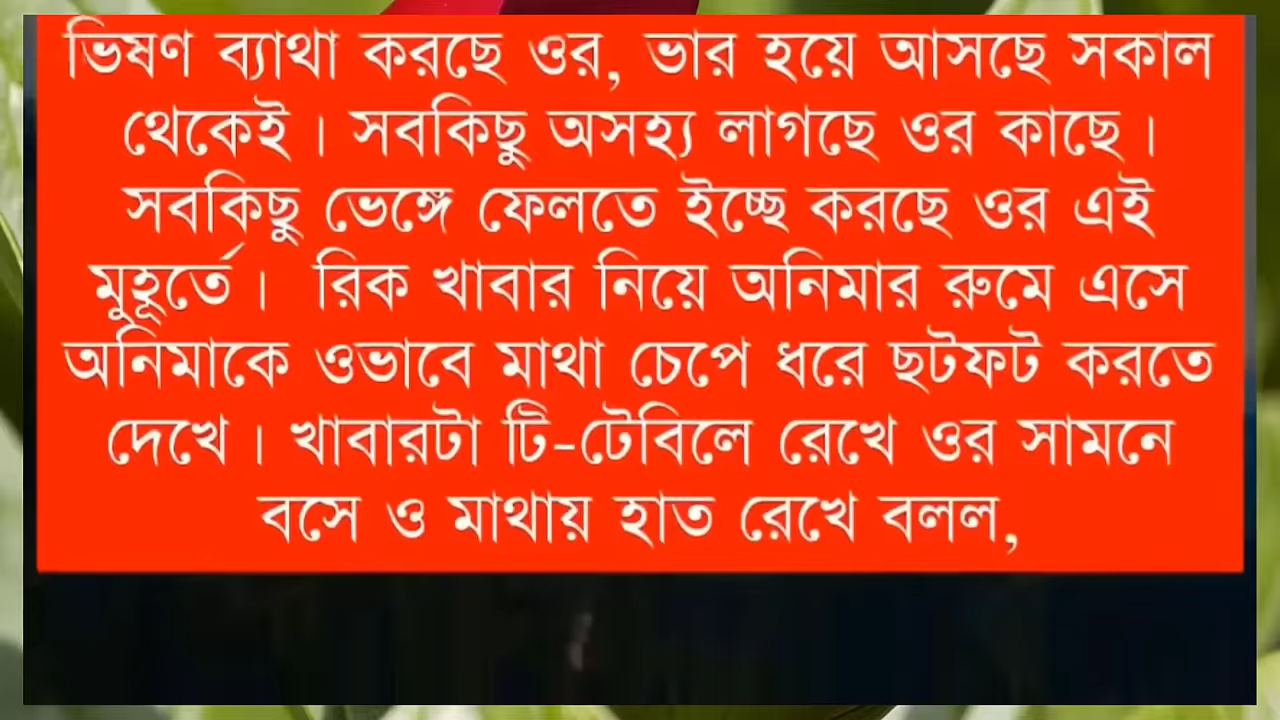 ভিষণ ব্যাথা করছে ওর, ভার হয়ে আসছে সকাল
থেকেই। সবকিছু অসহ্য লাগছে ওর কাছে।
সবকিছু ভেঙ্গে ফেলতে ইচ্ছে করছে ওর এই
মুহূর্তে। রিক খাবার নিয়ে অনিমার রুমে এসে
অনিমাকে ওভাবে মাথা চেপে ধরে ছটফট করতে
দেখে। খাবারটা টি-টেবিলে রেখে ওর সামনে
বসে ও মাথায় হাত রেখে বলল,